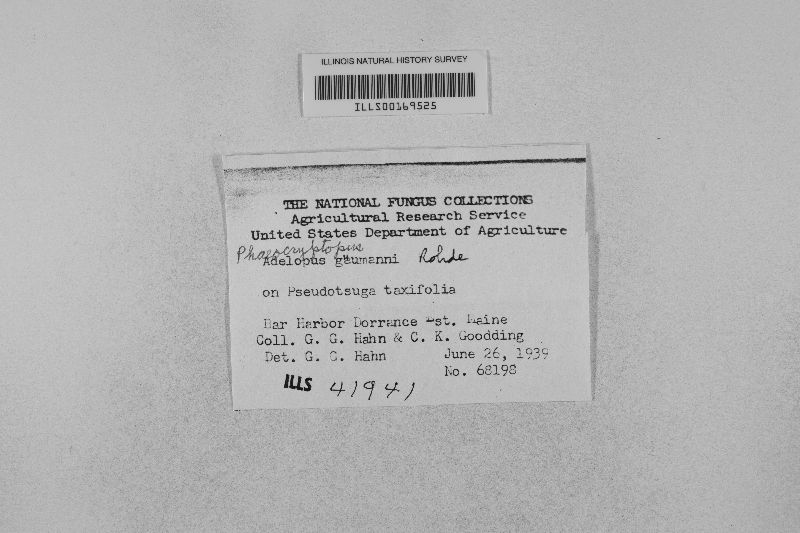 ILLINOIS NATURAL HISTORY SURVEY
ILLS00169525
THE NATIONAL FUNGUS COLLECTIONS
Agricultural Research Service
United States Department of Agriculture
Phaeocryptopus
Adelopus gäumanni Rohde
on Pseudotsuga taxifolia
Bar Harbor Dorrance Est. Maine
Coll. G. G. Hahn & C. K. Goodding
Det. G. G. Hahn June 26, 1939
No. 68198
ILLS 41941